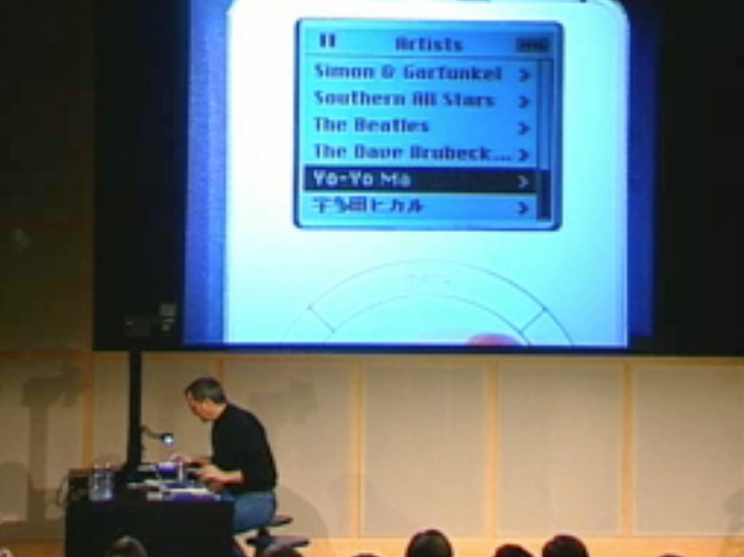 Artists
Simon & Garfunkel
Southern All Stars
The Beatles
The Dave Brubeck...
Yo-Yo Ma
宇多田ヒカル